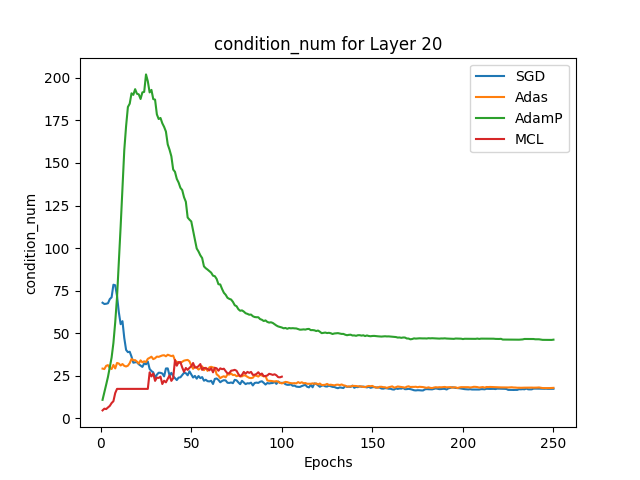 condition_num for Layer 20
SGD
Adas
AdamP
MCL
condition_num
200
175
150
125
100
75
50
25
0
0 50 100 150 200 250
Epochs